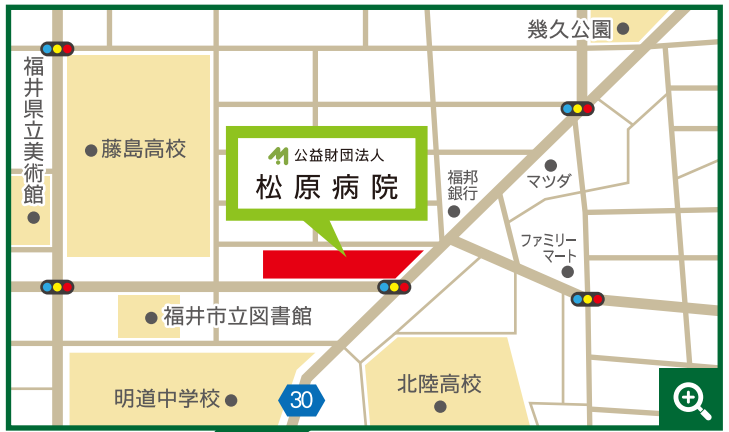 幾久公園
福井県立美術館
藤島高校
公益財団法人
松原病院
福邦
銀行
マツダ
ファミリー
マート
福井市立図書館
明道中学校
30
北陸高校